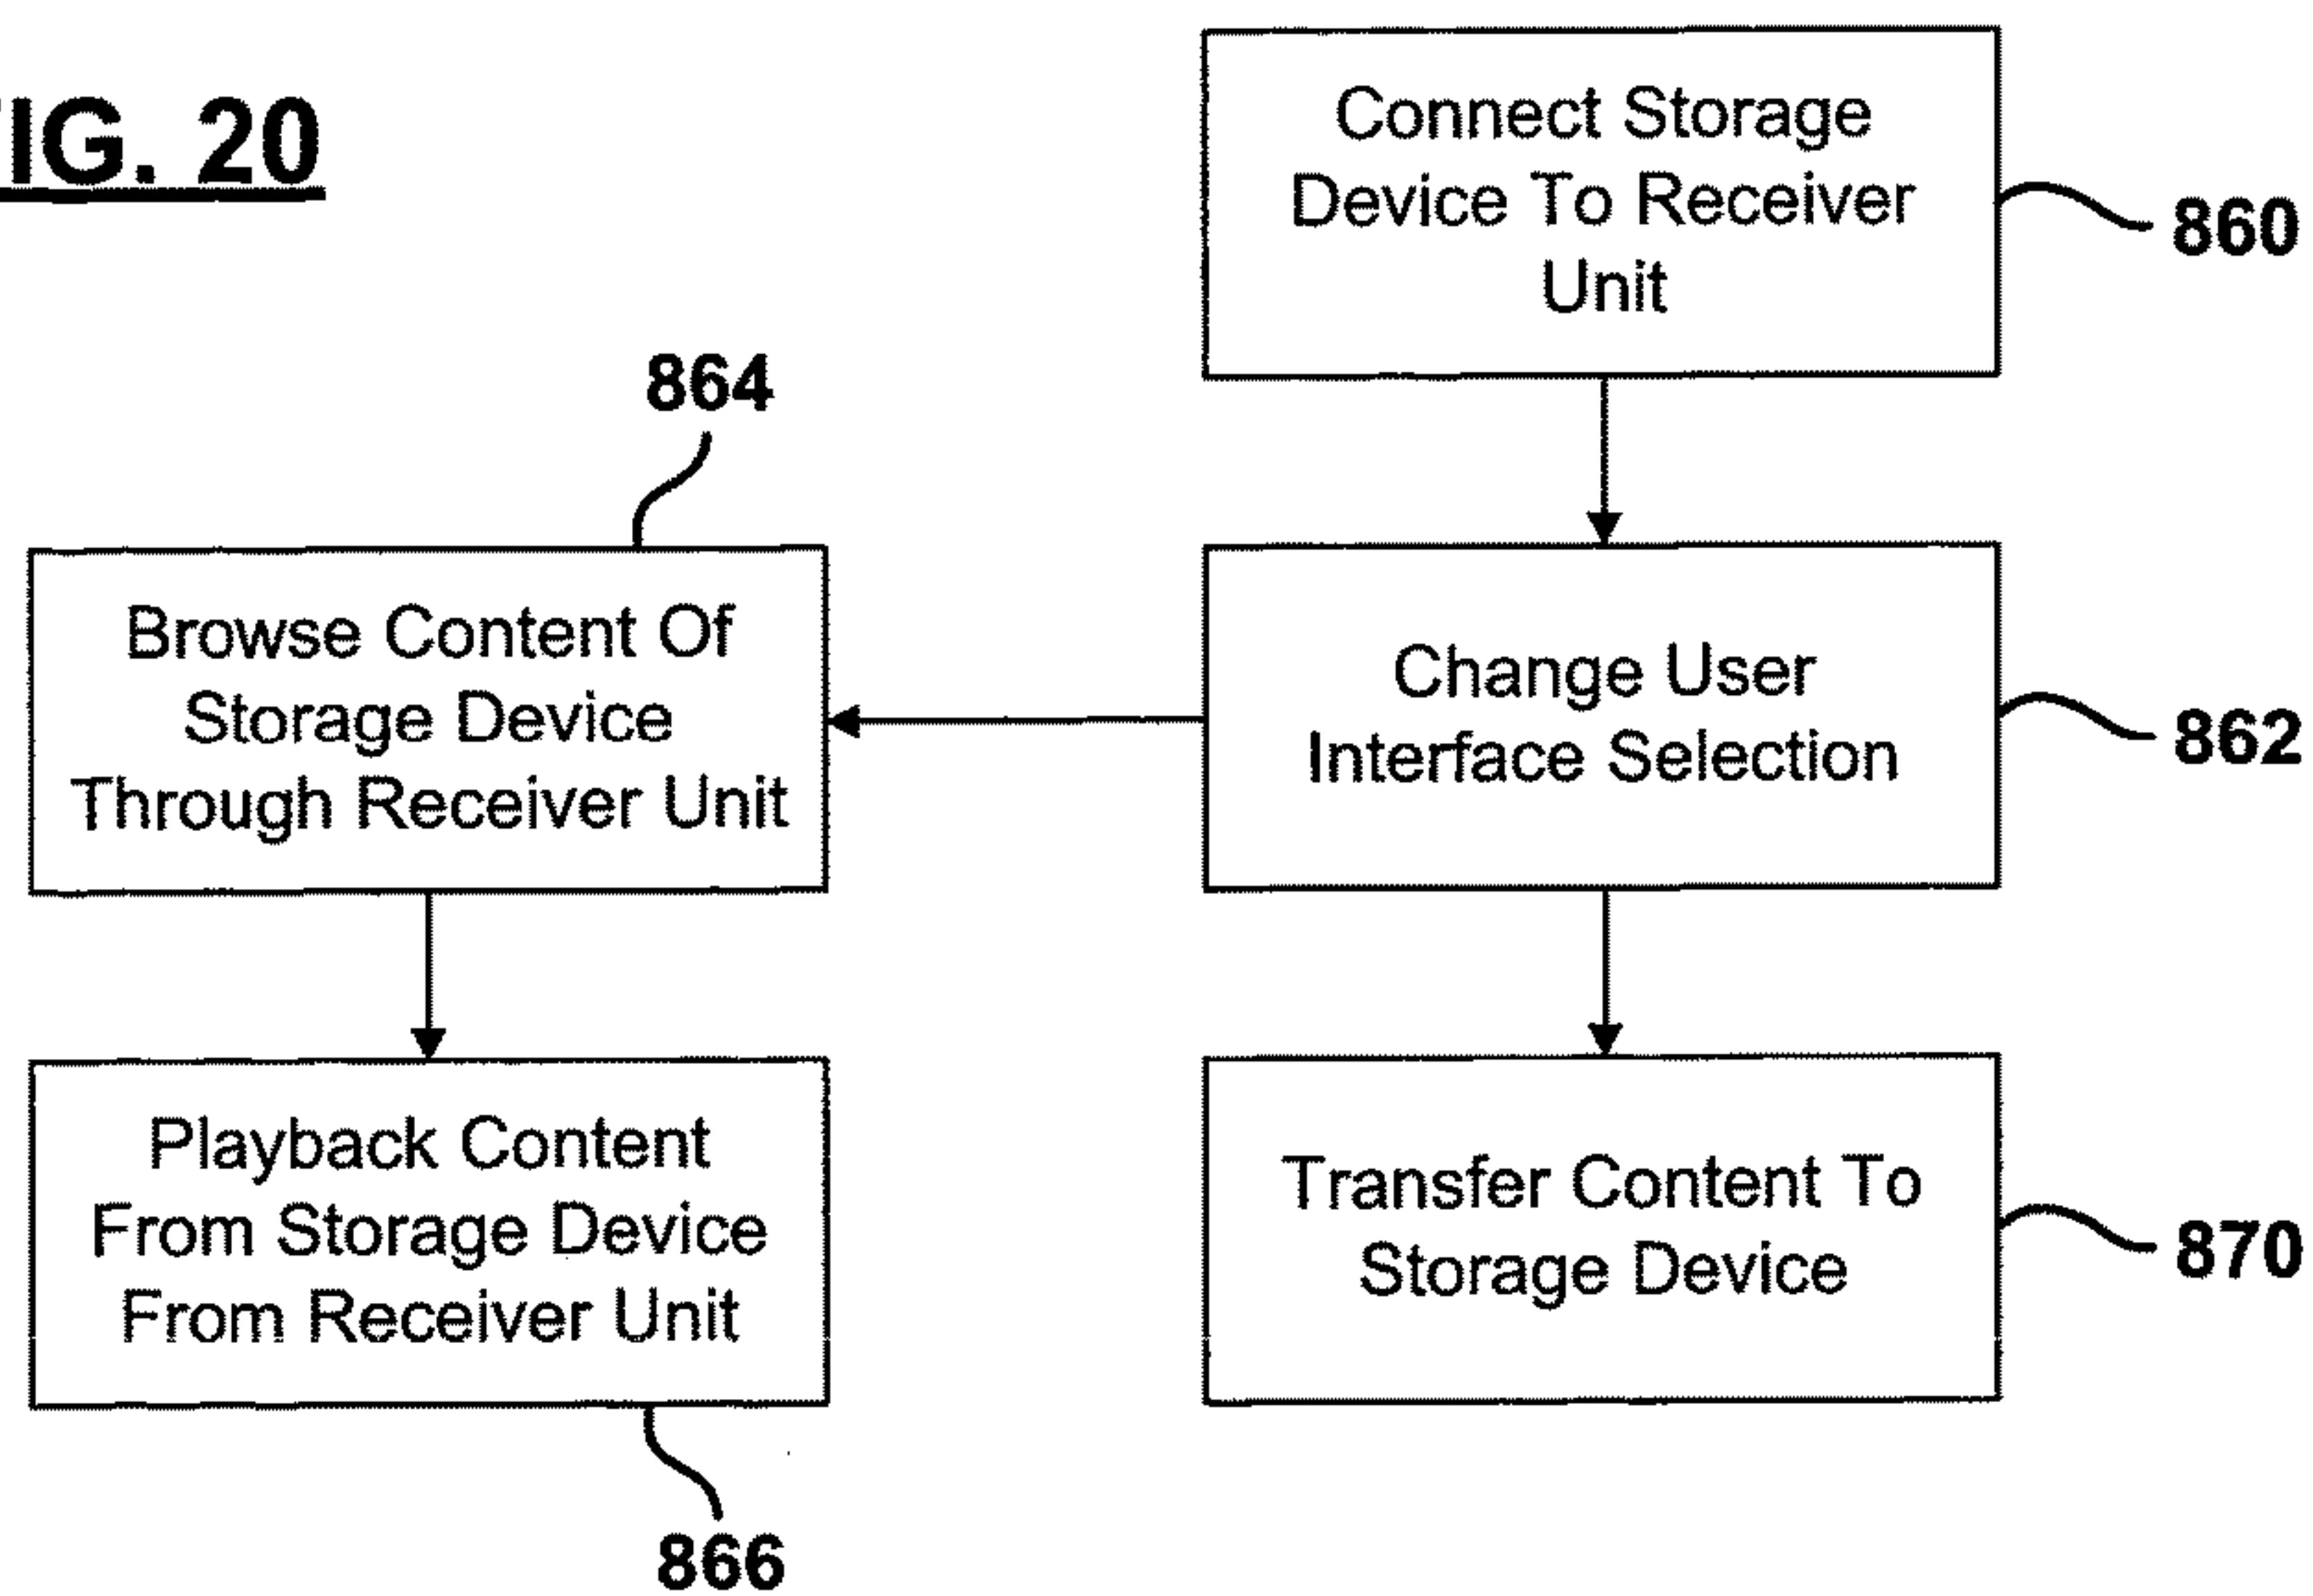 IG. 20
Connect Storage
Device To Receiver
Unit
860
864
Browse Content Of
Storage Device
Through Receiver Unit
Change User
Interface Selection
862
Playback Content
From Storage Device
From Receiver Unit
866
Transfer Content To
Storage Device
870